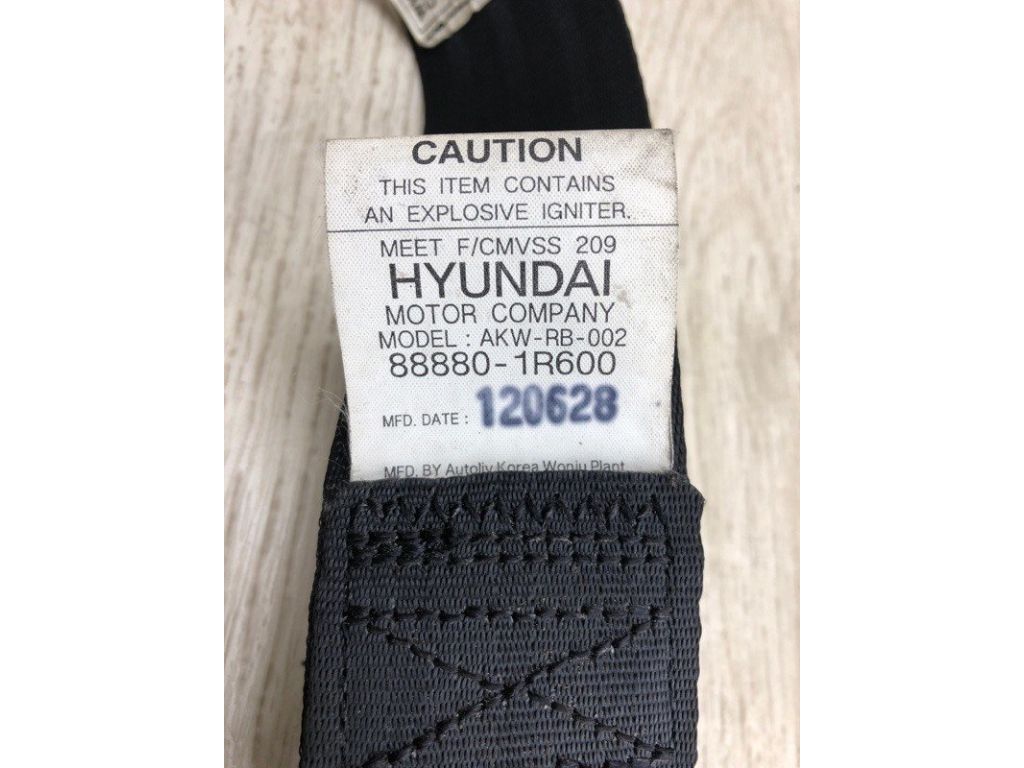 CAUTION
THIS ITEM CONTAINS
AN EXPLOSIVE IGNITER.
MEET F/CMVSS 209
HYUNDAI
MOTOR COMPANY
MODEL : AKW-RB-002
88880-1R600
MFD. DATE : 120628
MFD. BY Autoliv Korea Wonju Plant